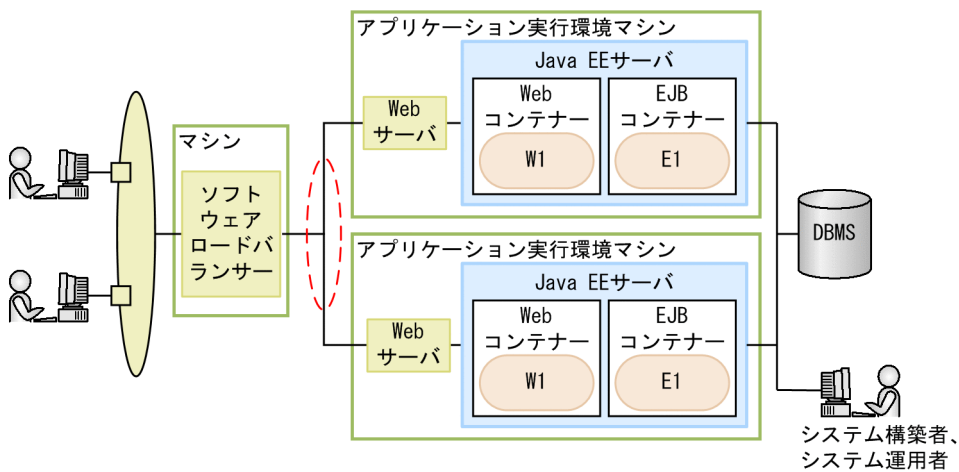 アプリケーション実行環境マシン
Java EEサーバ
Web
コンテナー
W1
EJB
コンテナー
E1
Web
サーバ
マシン
ソフト
ウェア
ロードバ
ランサー
DBMS
アプリケーション実行環境マシン
Java EEサーバ
Web
コンテナー
W1
EJB
コンテナー
E1
Web
サーバ
システム構築者、
システム運用者